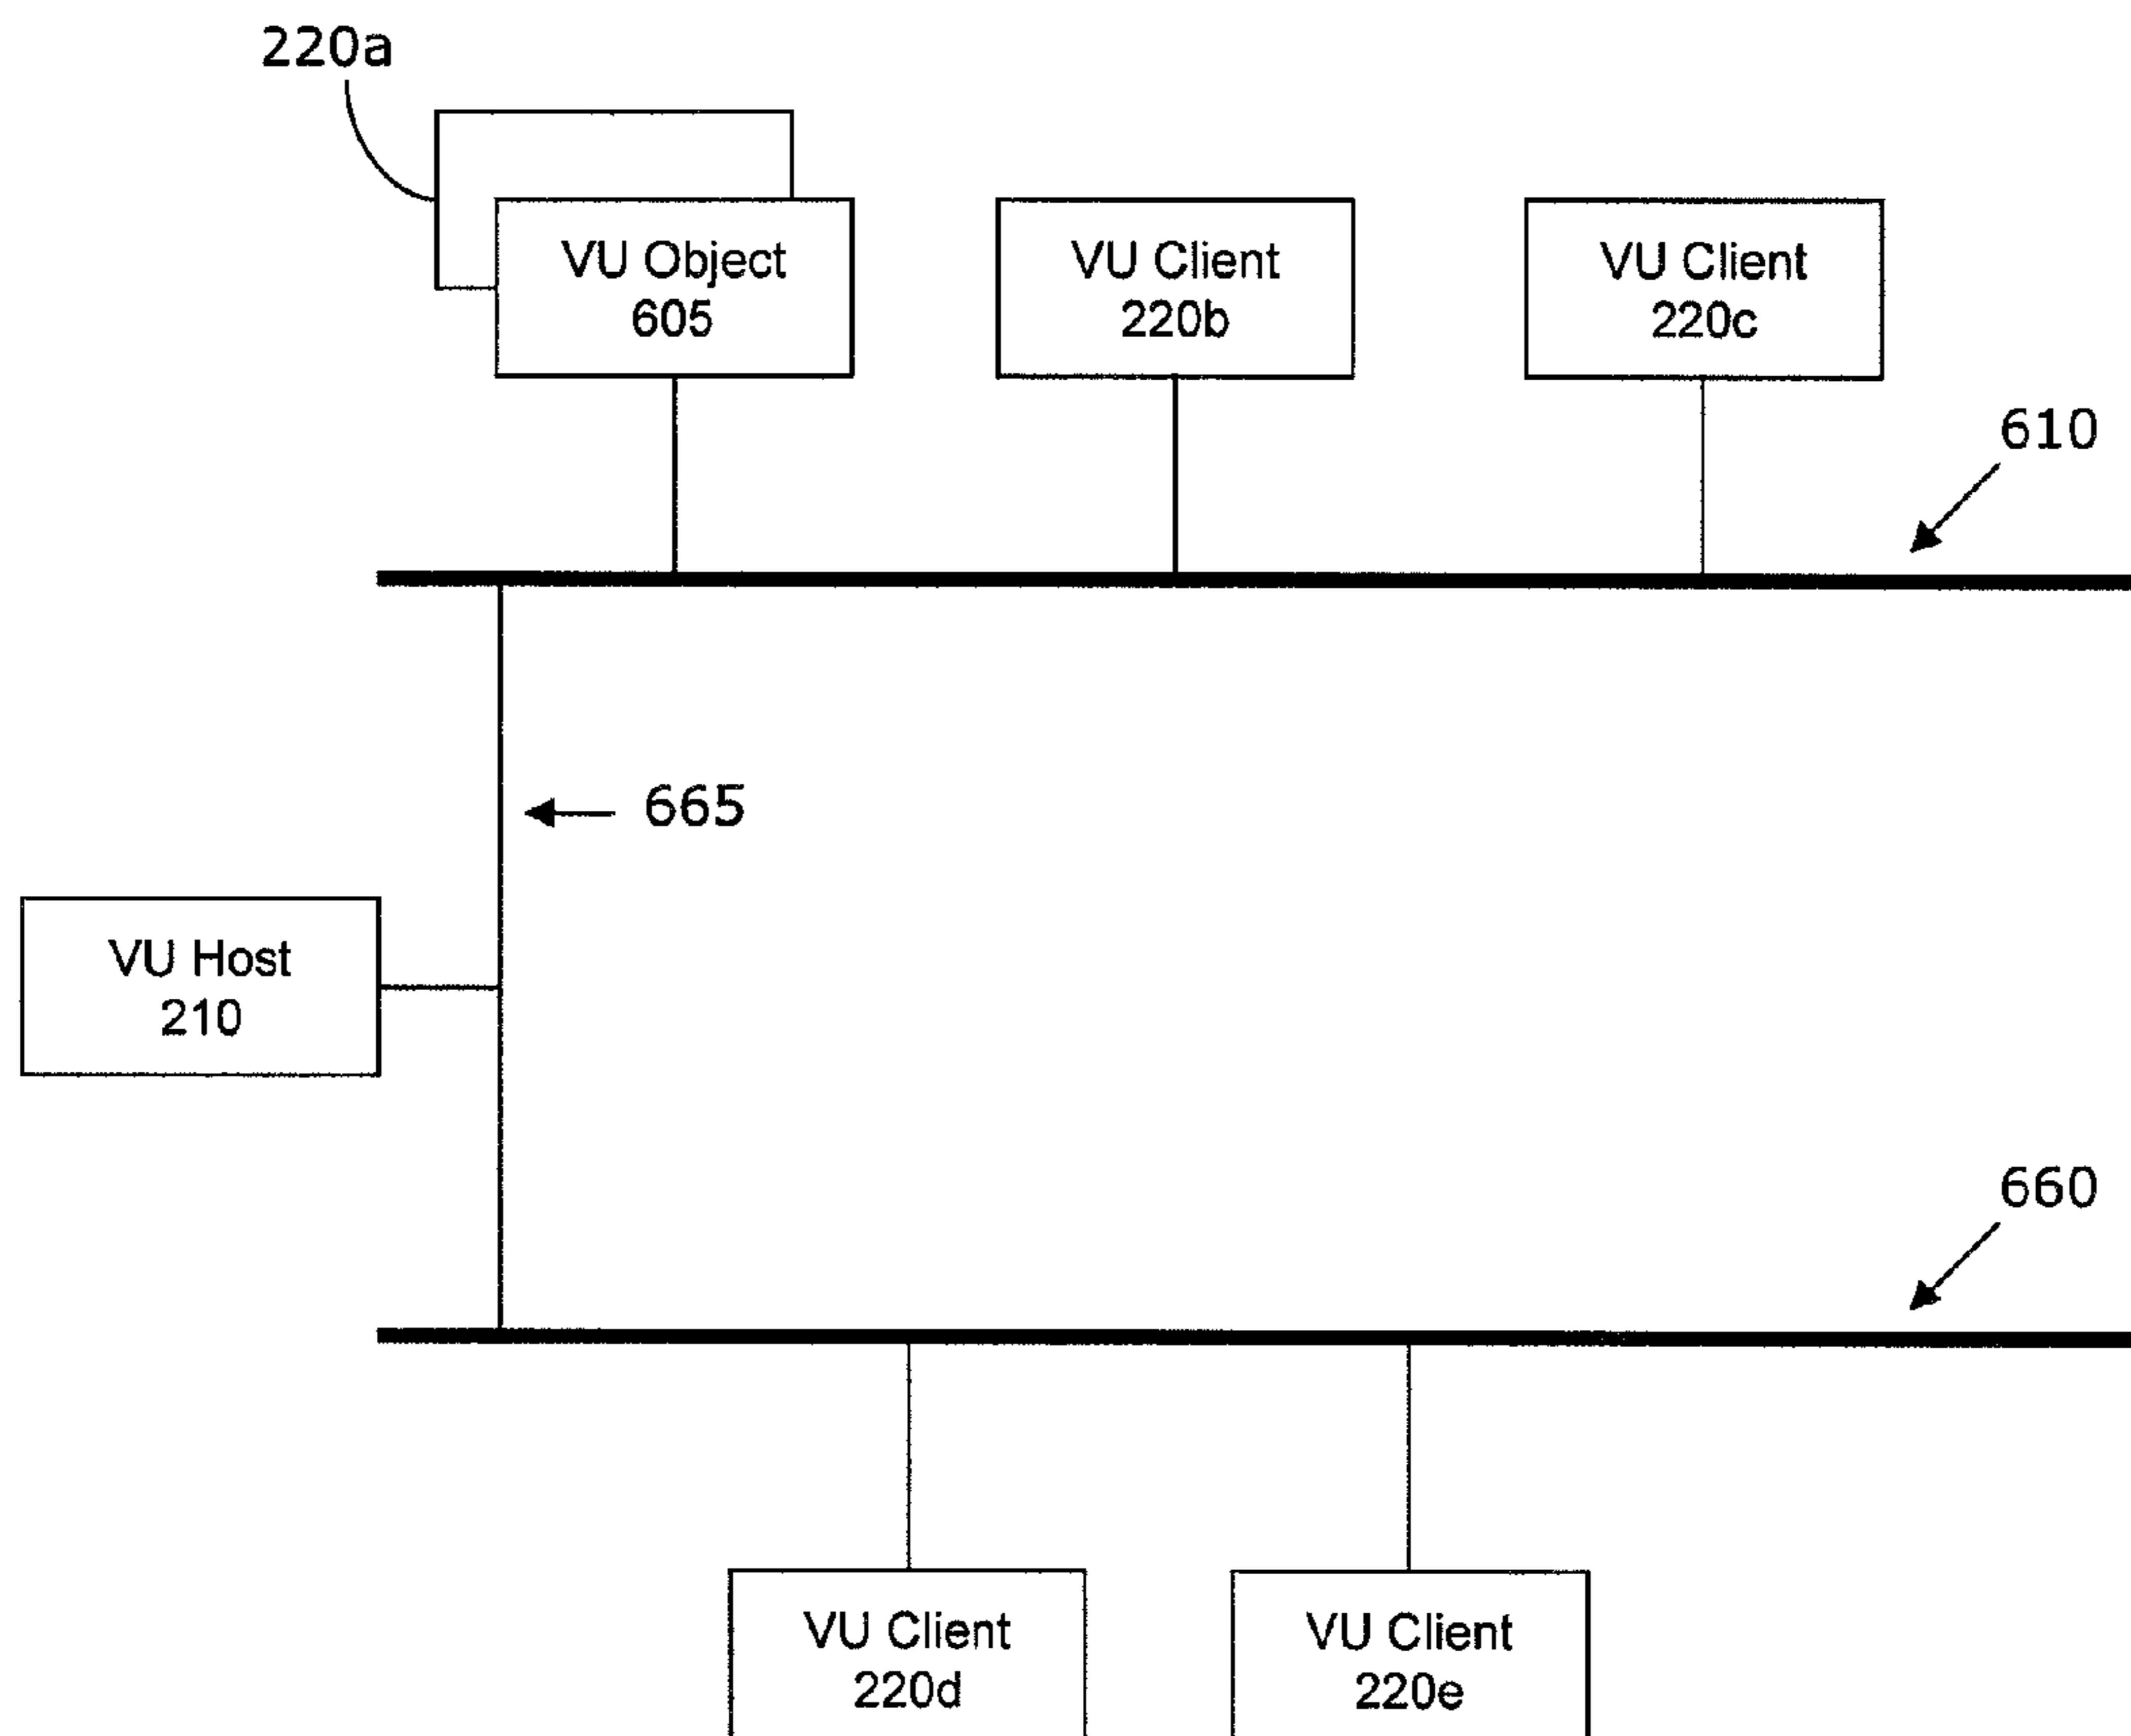 220a
VU Object
605
VU Client
220b
VU Client
220c
610
665
VU Host
210
660
VU Client
220d
VU Client
220e